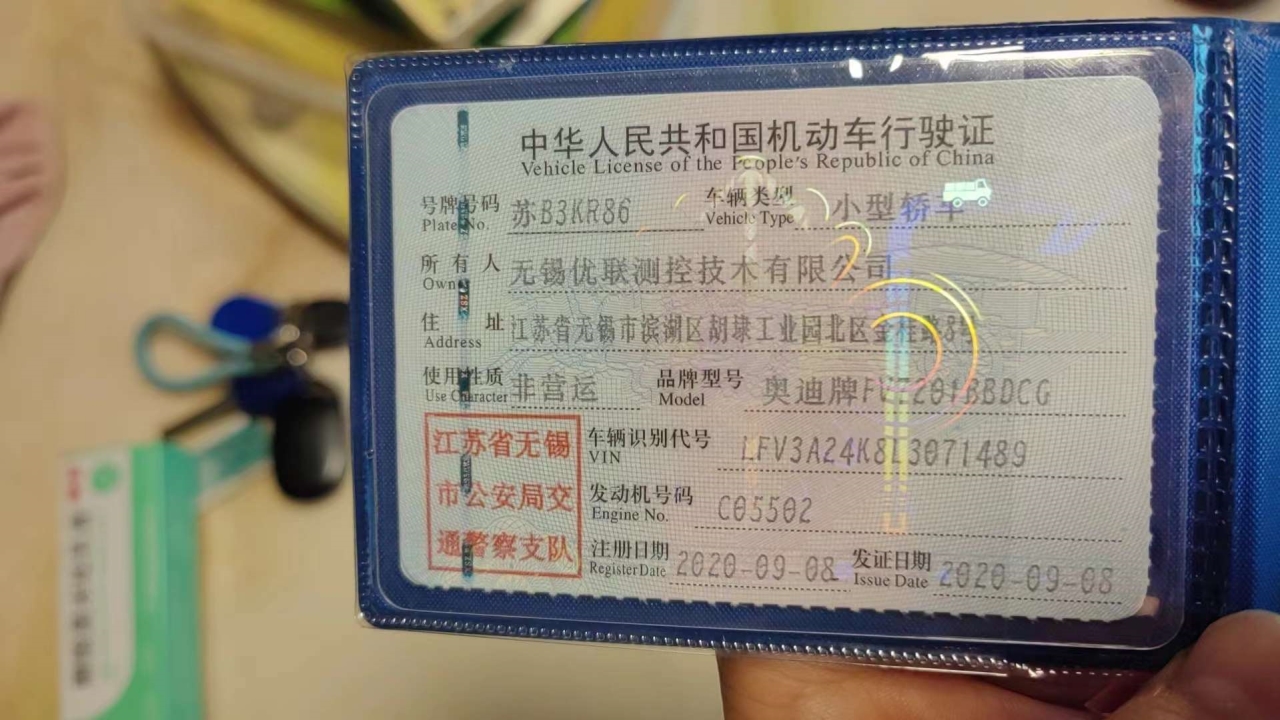 中华人民共和国机动车行驶证
Vehicle License of the People's Republic of China
号牌号码 苏B3KR86 车辆类型 小型轿车
Plate No. Vehicle Type
所有人 无锡优联测控技术有限公司
Owner
住址 江苏省无锡市滨湖区胡埭工业园北区金桂路8号
Address
使用性质 非营运 品牌型号 奥迪牌
Use Character Model
江苏省无锡
市公安局交
通警察支队
车辆识别代号 LFV3A24K8L3071489
VIN
发动机号码 C05502
Engine No.
注册日期 2020-09-08 发证日期 2020-09-08
Register Date Issue Date